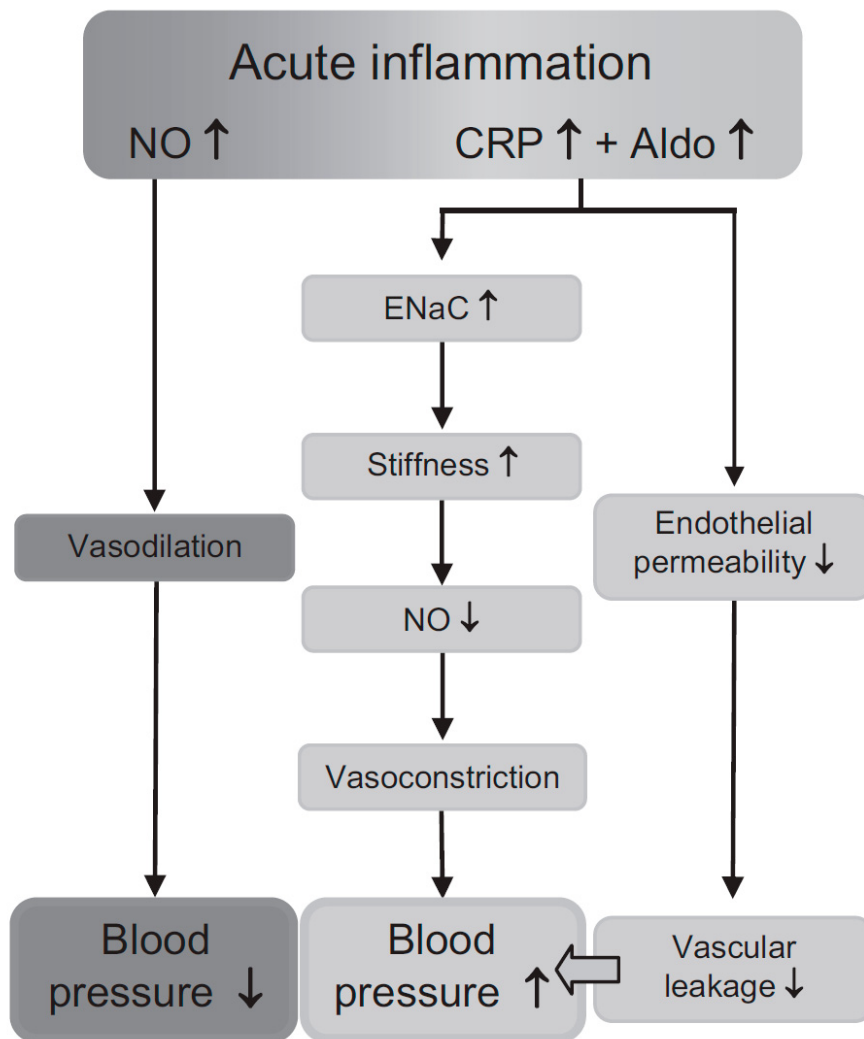 Acute inflammation
NO ↑
CRP ↑ + Aldo ↑
ENaC ↑
Stiffness ↑
Vasodilation
Endothelial
permeability ↓
NO ↓
Vasoconstriction
Blood
pressure ↓
Blood
pressure ↑
Vascular
leakage ↓